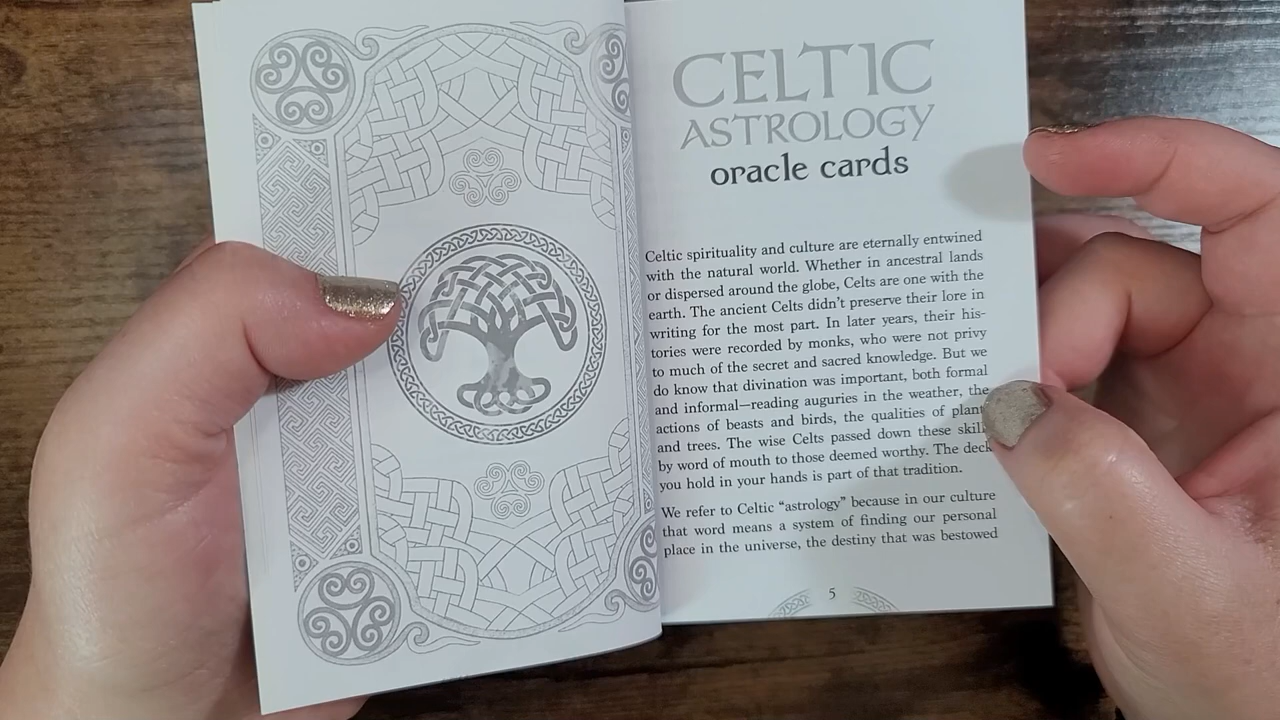 CELTIC
ASTROLOGY
oracle cards
Celtic spirituality and culture are eternally entwined
with the natural world. Whether in ancestral lands
or dispersed around the globe, Celts are one with the
earth. The ancient Celts didn’t preserve their lore in
writing for the most part. In later years, their his-
tories were recorded by monks, who were not privy
to much of the secret and sacred knowledge. But we
do know that divination was important, both formal
and informal—reading auguries in the weather, the
actions of beasts and birds, the qualities of plant
and trees. The wise Celts passed down these skill
by word of mouth to those deemed worthy. The deck
you hold in your hands is part of that tradition.
We refer to Celtic “astrology” because in our culture
that word means a system of finding our personal
place in the universe, the destiny that was bestowed
5